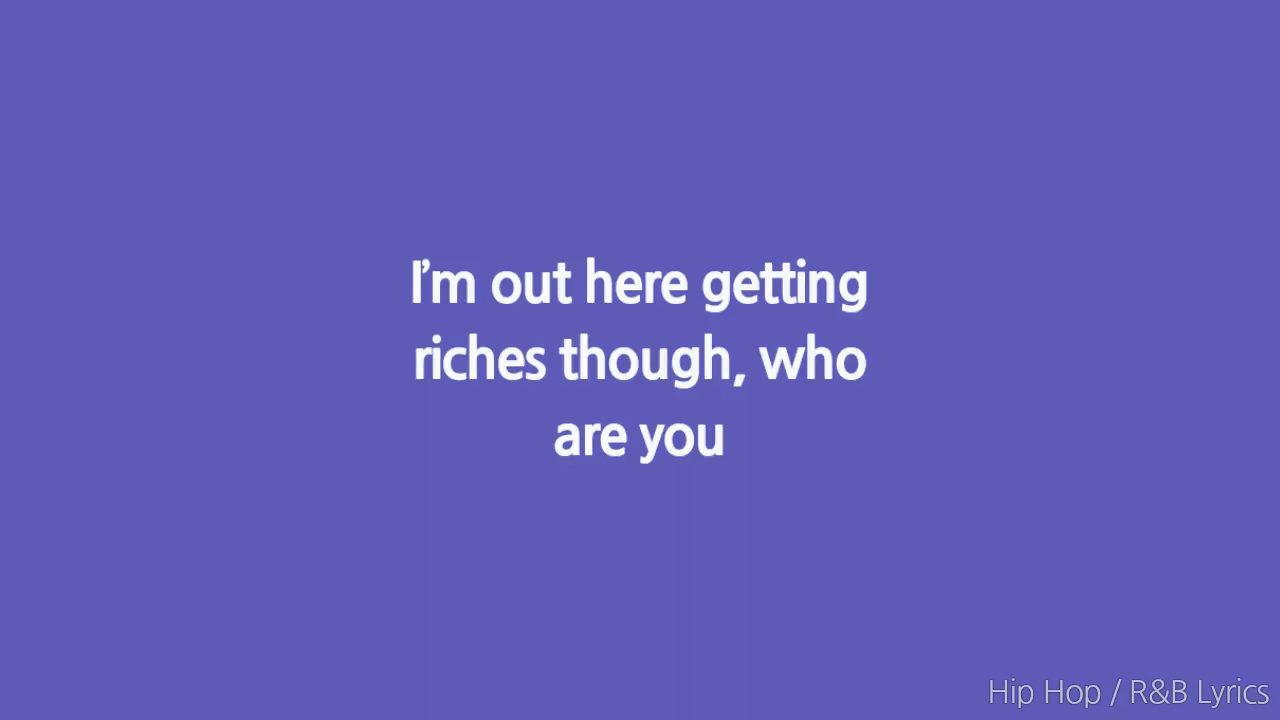 I'm out here getting
riches though, who
are you
Hip Hop / R&B Lyrics